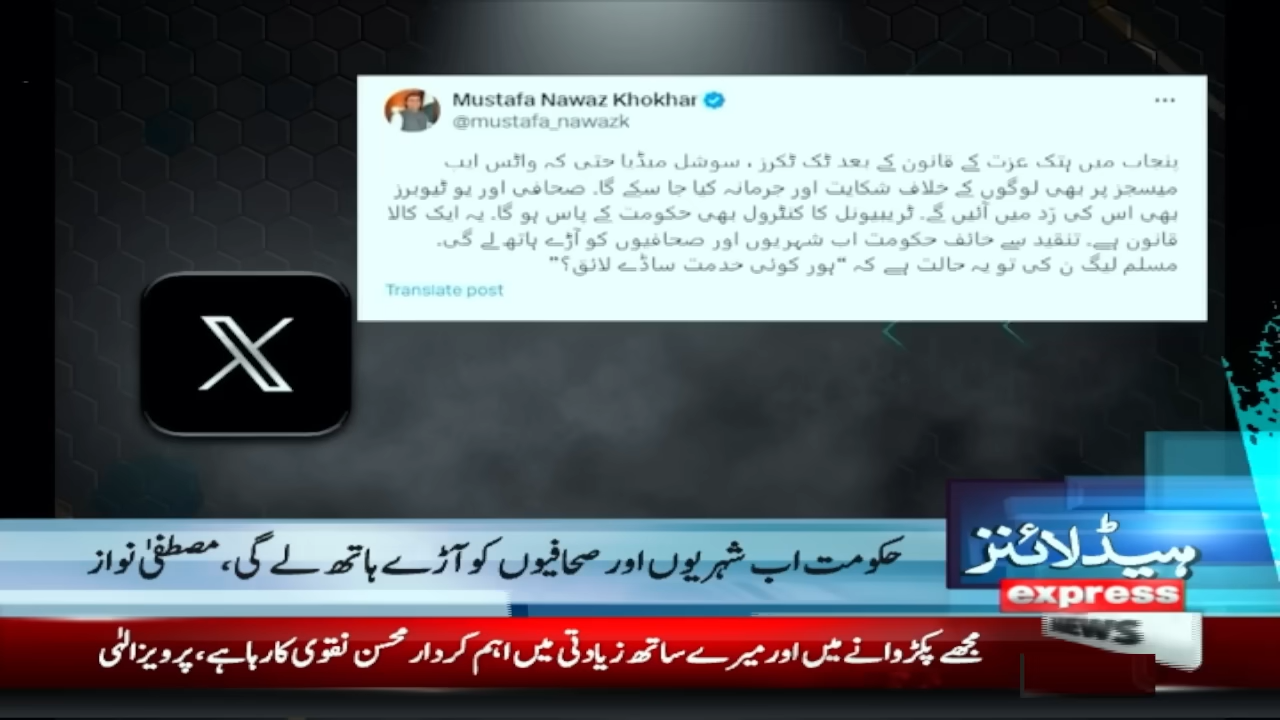 Mustafa Nawaz Khokhar
@mustafa_nawazk
پنجاب میں ہتک عزت کے قانون کے بعد ٹک ٹکرز ، سوشل میڈیا حتی کہ واٹس ایپ
میسجز پر بھی لوگوں کے خلاف شکایت اور جرمانہ کیا جا سکے گا۔ صحافی اور یو ٹیوبرز
بھی اس کی زد میں آئیں گے۔ ٹریبیونل کا کنٹرول بھی حکومت کے پاس ہو گا۔ یہ ایک کالا
قانون ہے۔ تنقید سے خائف حکومت اب شہریوں اور صحافیوں کو آڑے ہاتھ لے گی۔
مسلم لیگ ن کی تو یہ حالت ہے کہ "ہور کوئی خدمت ساڈے لائق؟"
Translate post
X
حکومت اب شہریوں اور صحافیوں کو آڑے ہاتھ لے گی، مصطفیٰ نواز
ہیڈلائنز
express
NEWS
مجھے پکڑوانے میں اور میرے ساتھ زیادتی میں اہم کردار محسن نقوی کا رہا ہے، پرویز الٰہی